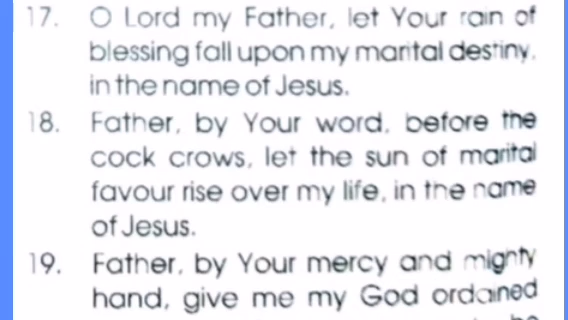 17. O Lord my Father, let Your rain of
blessing fall upon my marital destiny,
in the name of Jesus.
18. Father, by Your word, before the
cock crows, let the sun of marital
favour rise over my life, in the name
of Jesus.
19. Father, by Your mercy and mighty
hand, give me my God ordained